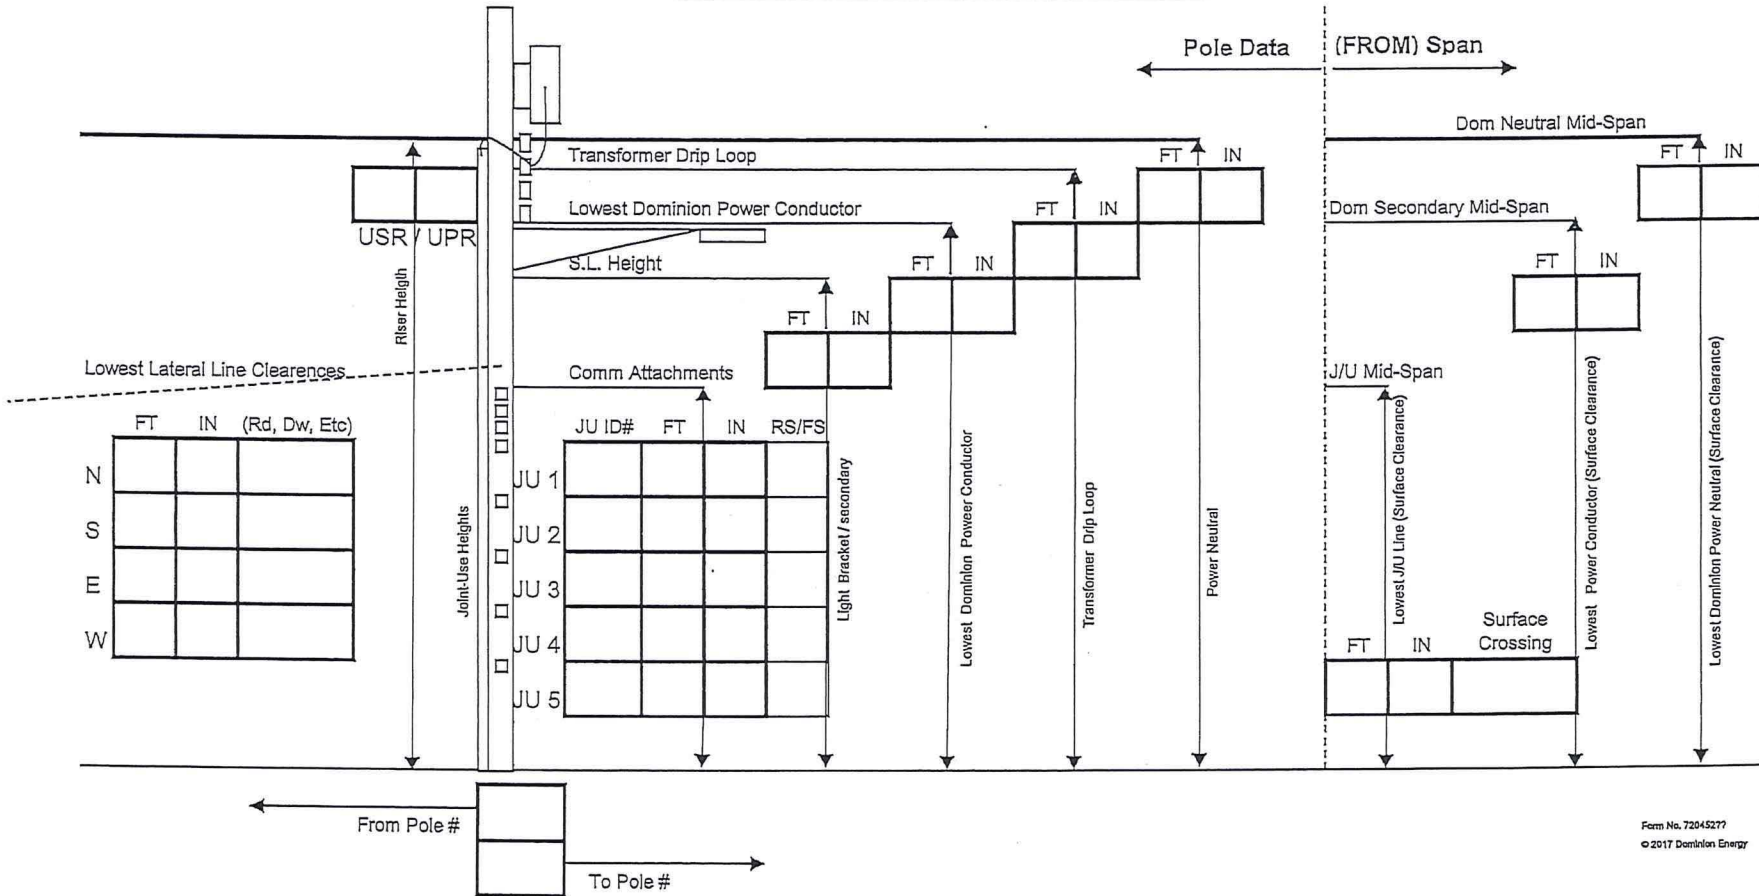 Pole Data
(FROM) Span
Dom Neutral Mid-Span
Transformer Drip Loop
FT IN
FT IN
USR / UPR
Lowest Dominion Power Conductor
FT IN
Dom Secondary Mid-Span
S.L. Height
FT IN
FT IN
FT IN
Riser Heigth
Lowest Lateral Line Clearences
Comm Attachments
J/U Mid-Span
FT IN (Rd, Dw, Etc)
JU ID# FT IN RS/FS
N
S
E
W
Joint-Use Heights
JU 1
JU 2
JU 3
JU 4
JU 5
Light Bracket / secondary
Lowest Dominion Poweer Conductor
Transformer Drip Loop
Power Neutral
Lowest J/U Line (Surface Clearance)
Lowest Power Conductor (Surface Clearance)
Lowest Dominion Power Neutral (Surface Clearance)
FT IN Surface Crossing
From Pole #
To Pole #
Form No. 72045277
© 2017 Dominion Energy